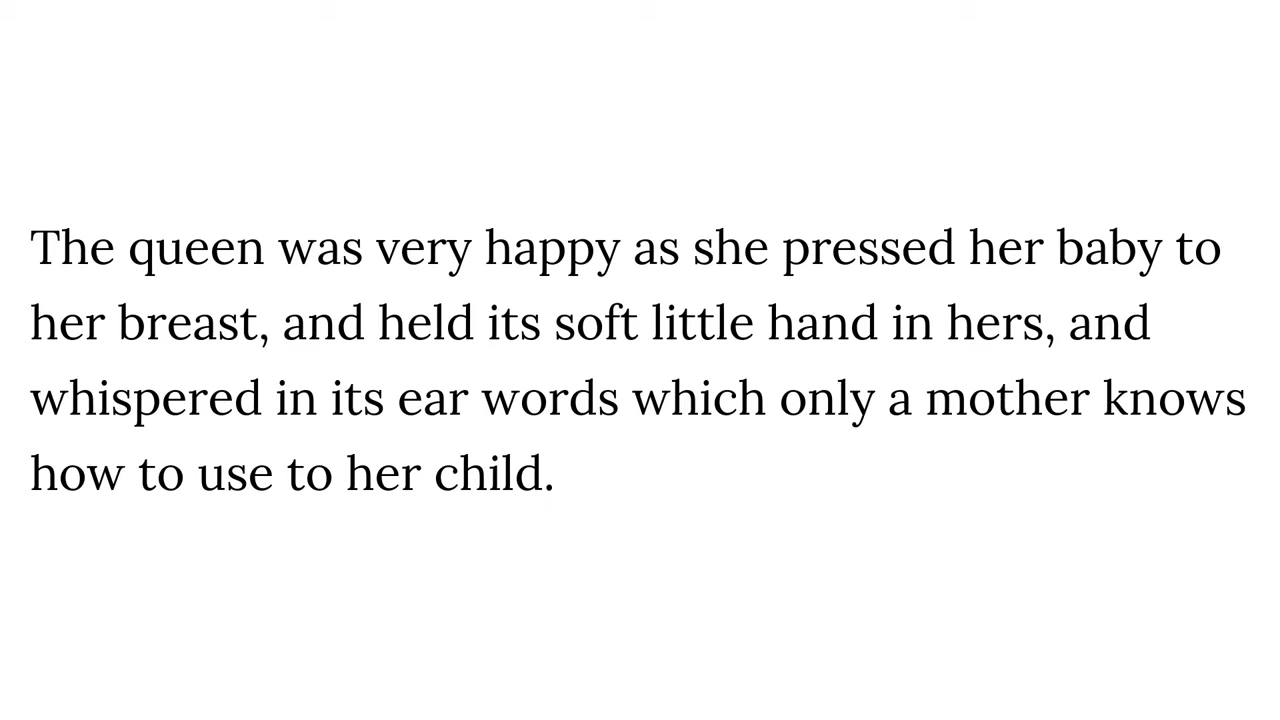 The queen was very happy as she pressed her baby to
her breast, and held its soft little hand in hers, and
whispered in its ear words which only a mother knows
how to use to her child.